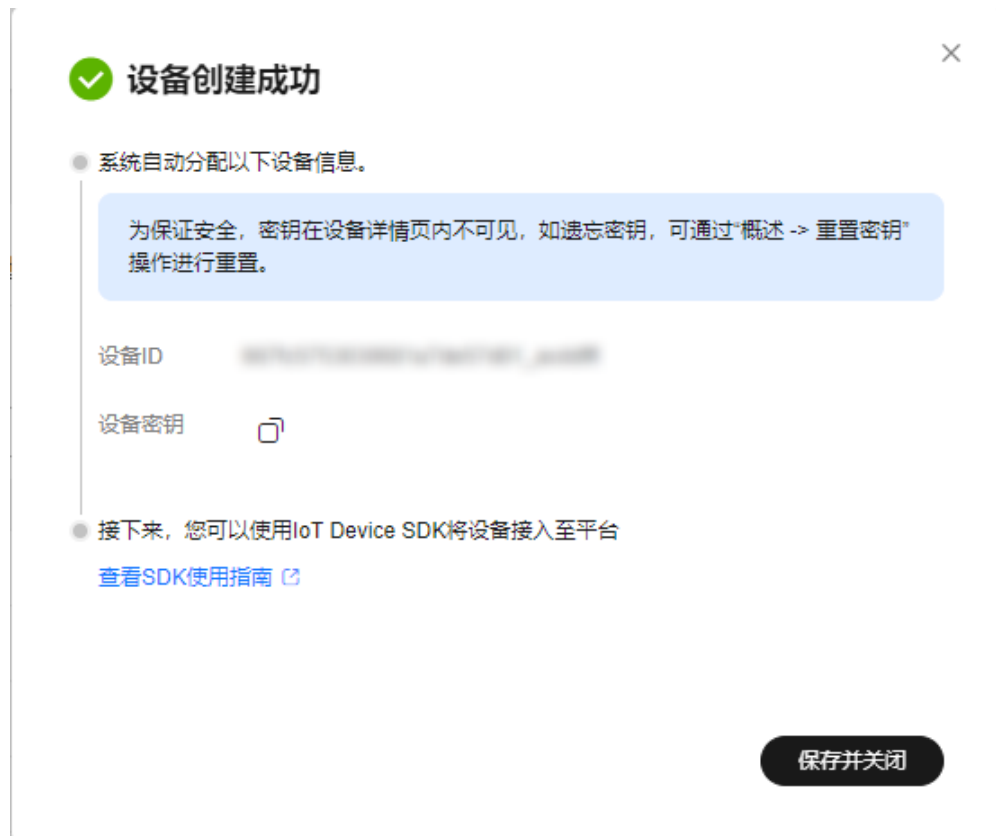 设备创建成功
系统自动分配以下设备信息。
为保证安全，密钥在设备详情页内不可见，如遗忘密钥，可通过“概述 -> 重置密钥”
操作进行重置。
设备ID
设备密钥
接下来，您可以使用IoT Device SDK将设备接入至平台
查看SDK使用指南
保存并关闭